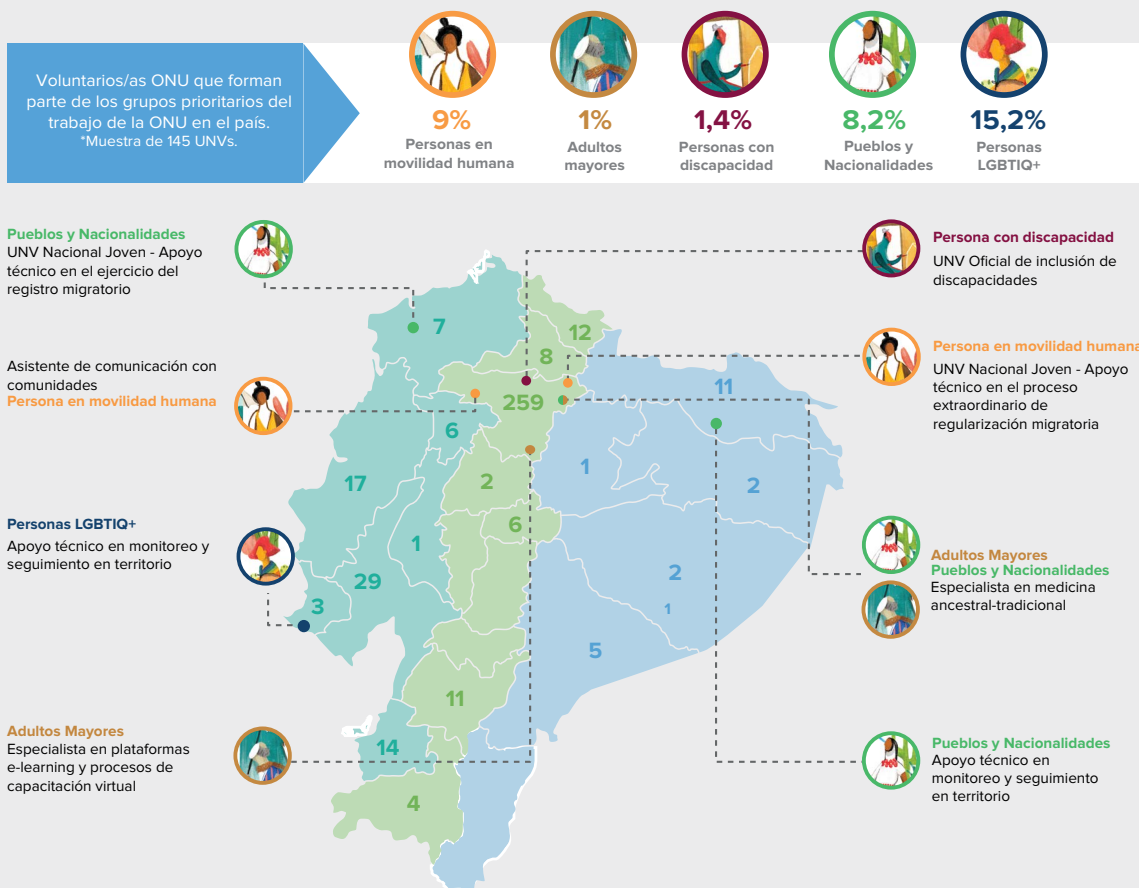 Voluntarios/as ONU que forman
parte de los grupos prioritarios del
trabajo de la ONU en el país.
*Muestra de 145 UNVs.
9%
Personas en
movilidad humana
1%
Adultos
mayores
1,4%
Personas con
discapacidad
8,2%
Pueblos y
Nacionalidades
15,2%
Personas
LGBTIQ+
Pueblos y Nacionalidades
UNV Nacional Joven - Apoyo
técnico en el ejercicio del
registro migratorio
Asistente de comunicación con
comunidades
Persona en movilidad humana
Personas LGBTIQ+
Apoyo técnico en monitoreo y
seguimiento en territorio
Adultos Mayores
Especialista en plataformas
e-learning y procesos de
capacitación virtual
7
12
8
259
11
6
1
2
17
2
6
1
2
29
1
3
5
11
14
4
Persona con discapacidad
UNV Oficial de inclusión de
discapacidades
Persona en movilidad humana
UNV Nacional Joven - Apoyo
técnico en el proceso
extraordinario de
regularización migratoria
Adultos Mayores
Pueblos y Nacionalidades
Especialista en medicina
ancestral-tradicional
Pueblos y Nacionalidades
Apoyo técnico en
monitoreo y seguimiento
en territorio